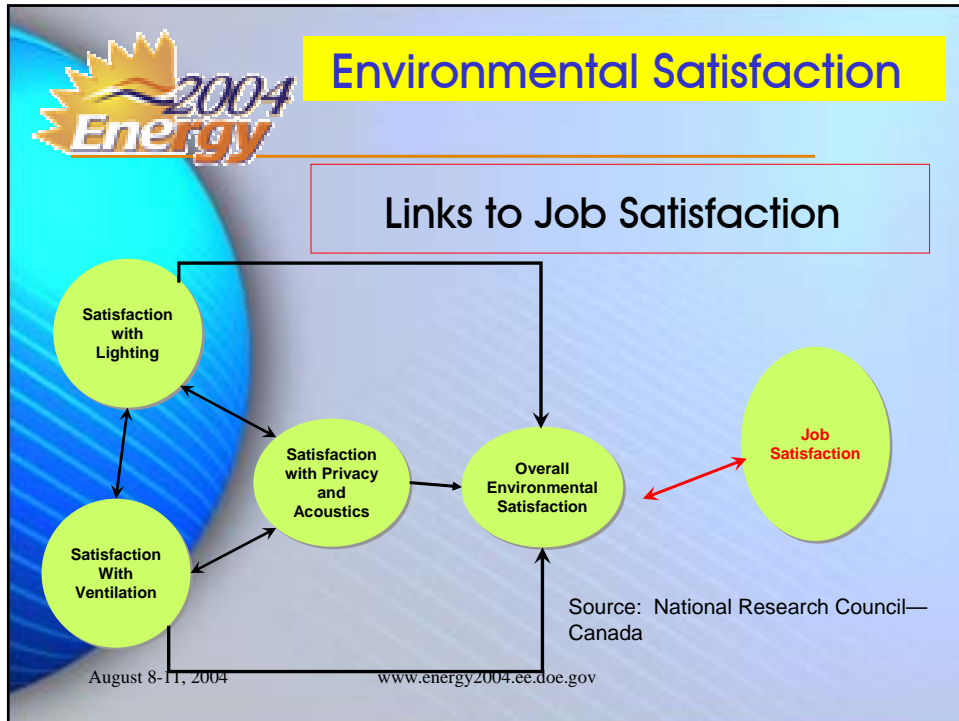 2004
Energy
Environmental Satisfaction
Links to Job Satisfaction
Satisfaction
with
Lighting
Satisfaction
with Privacy
and
Acoustics
Overall
Environmental
Satisfaction
Job
Satisfaction
Satisfaction
With
Ventilation
Source: National Research Council—
Canada
August 8-11, 2004
www.energy2004.ee.doe.gov